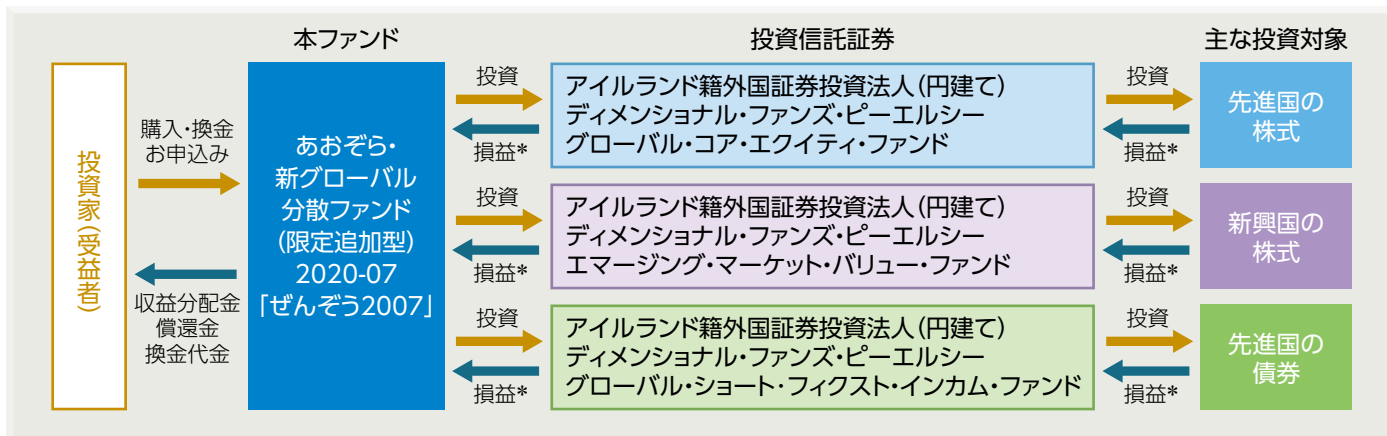 本ファンド
投資信託証券
主な投資対象
投資家(受益者)
購入・換金
お申込み
収益分配金
償還金
換金代金
あおぞら・
新グローバル
分散ファンド
(限定追加型)
2020-07
「ぜんぞう2007」
投資
損益*
アイルランド籍外国証券投資法人(円建て)
ディメンショナル・ファンズ・ピーエルシー
グローバル・コア・エクイティ・ファンド
投資
損益*
先進国の
株式
投資
損益*
アイルランド籍外国証券投資法人(円建て)
ディメンショナル・ファンズ・ピーエルシー
エマージング・マーケット・バリュー・ファンド
投資
損益*
新興国の
株式
投資
損益*
アイルランド籍外国証券投資法人(円建て)
ディメンショナル・ファンズ・ピーエルシー
グローバル・ショート・フィクスト・インカム・ファンド
投資
損益*
先進国の
債券